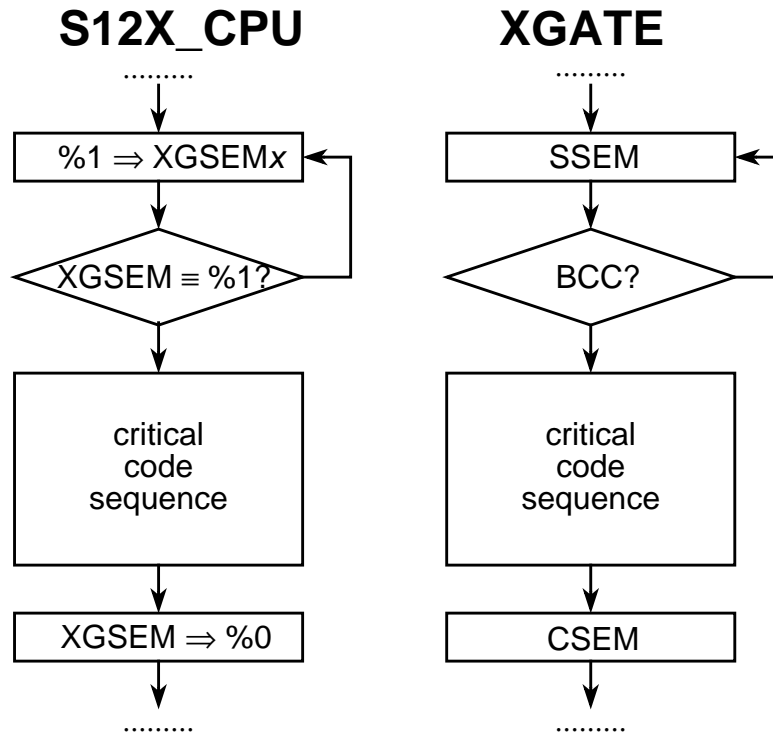 S12X_CPU
.........
%1 ⇒ XGSEMx
XGSEM ≡ %1?
critical
code
sequence
XGSEM ⇒ %0
.........
XGATE
.........
SSEM
BCC?
critical
code
sequence
CSEM
.........